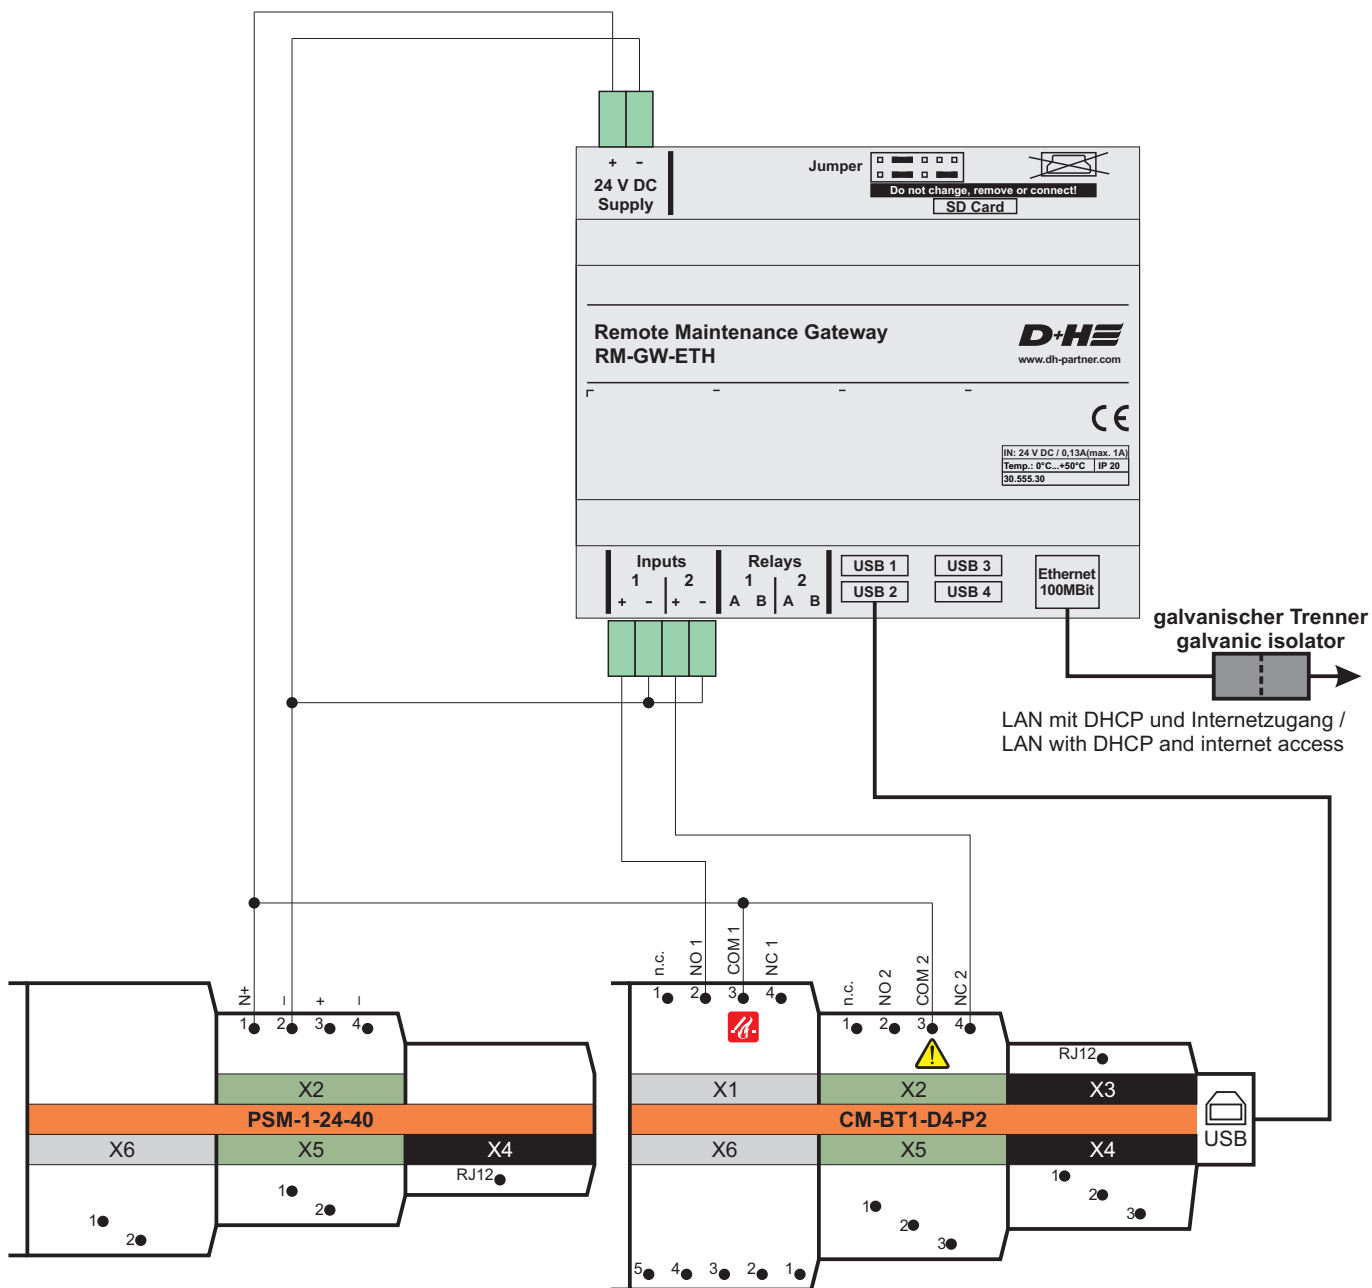 + −
24 V DC
Supply
Jumper
Do not change, remove or connect!
SD Card
Remote Maintenance Gateway
RM-GW-ETH
D+H
www.dh-partner.com
CE
IN: 24 V DC / 0,13A(max. 1A)
Temp.: 0°C...+50°C IP 20
30.555.30
Inputs
1 2
+ − + −
Relays
1 2
A B A B
USB 1
USB 2
USB 3
USB 4
Ethernet
100MBit
galvanischer Trenner
galvanic isolator
LAN mit DHCP und Internetzugang /
LAN with DHCP and internet access
N+ − + −
1 2 3 4
X2
PSM-1-24-40
X6 X5 X4
RJ12
1 2
1 2
n.c. NO 1 COM 1 NC 1
1 2 3 4
n.c. NO 2 COM 2 NC 2
1 2 3 4
RJ12
X1 X2 X3
CM-BT1-D4-P2
USB
X6 X5 X4
1 2 3
1 2 3
5 4 3 2 1